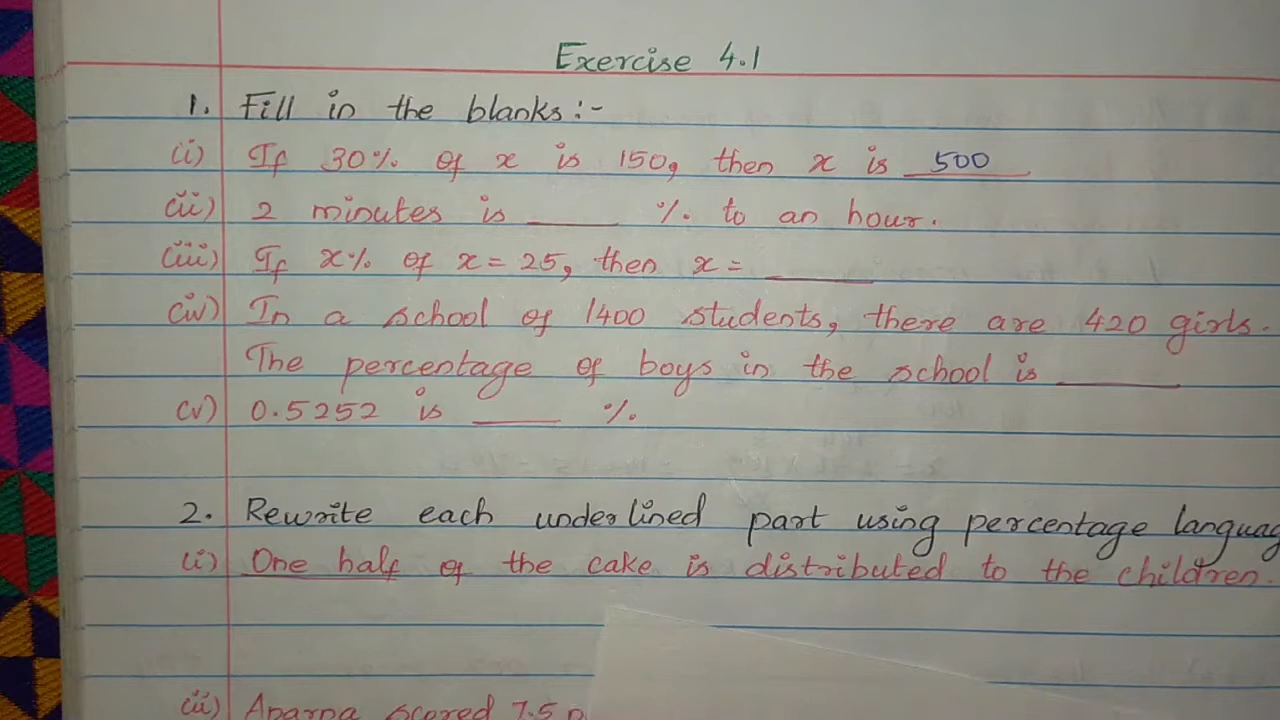 Exercise 4.1
1. Fill in the blanks :-
(i) If 30% of x is 150, then x is 500
(ii) 2 minutes is ____ % to an hour.
(iii) If x% of x = 25, then x = ____
(iv) In a school of 1400 students, there are 420 girls.
The percentage of boys in the school is ____
(v) 0.5252 is ____ %.
2. Rewrite each underlined part using percentage languag
(i) One half of the cake is distributed to the children.
(ii) Aparna scored 7.5